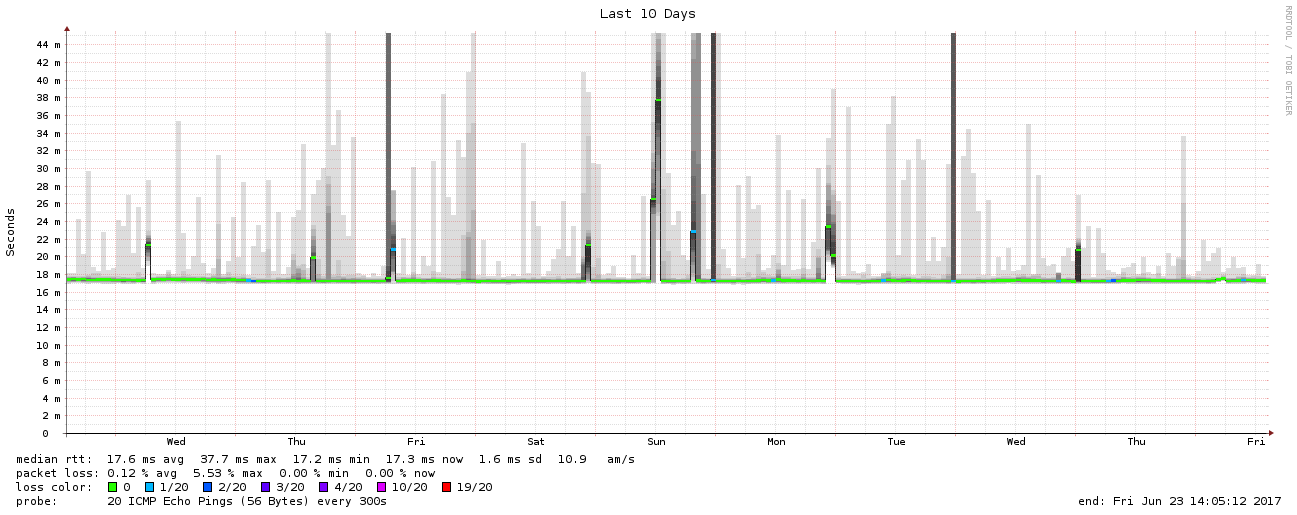 Last 10 Days
RRDTOOL / TOBI OETIKER
Seconds
44 m
42 m
40 m
38 m
36 m
34 m
32 m
30 m
28 m
26 m
24 m
22 m
20 m
18 m
16 m
14 m
12 m
10 m
8 m
6 m
4 m
2 m
0
Wed Thu Fri Sat Sun Mon Tue Wed Thu Fri
median rtt: 17.6 ms avg 37.7 ms max 17.2 ms min 17.3 ms now 1.6 ms sd 10.9 am/s
packet loss: 0.12 % avg 5.53 % max 0.00 % min 0.00 % now
loss color: 0 1/20 2/20 3/20 4/20 10/20 19/20
probe: 20 ICMP Echo Pings (56 Bytes) every 300s end: Fri Jun 23 14:05:12 2017